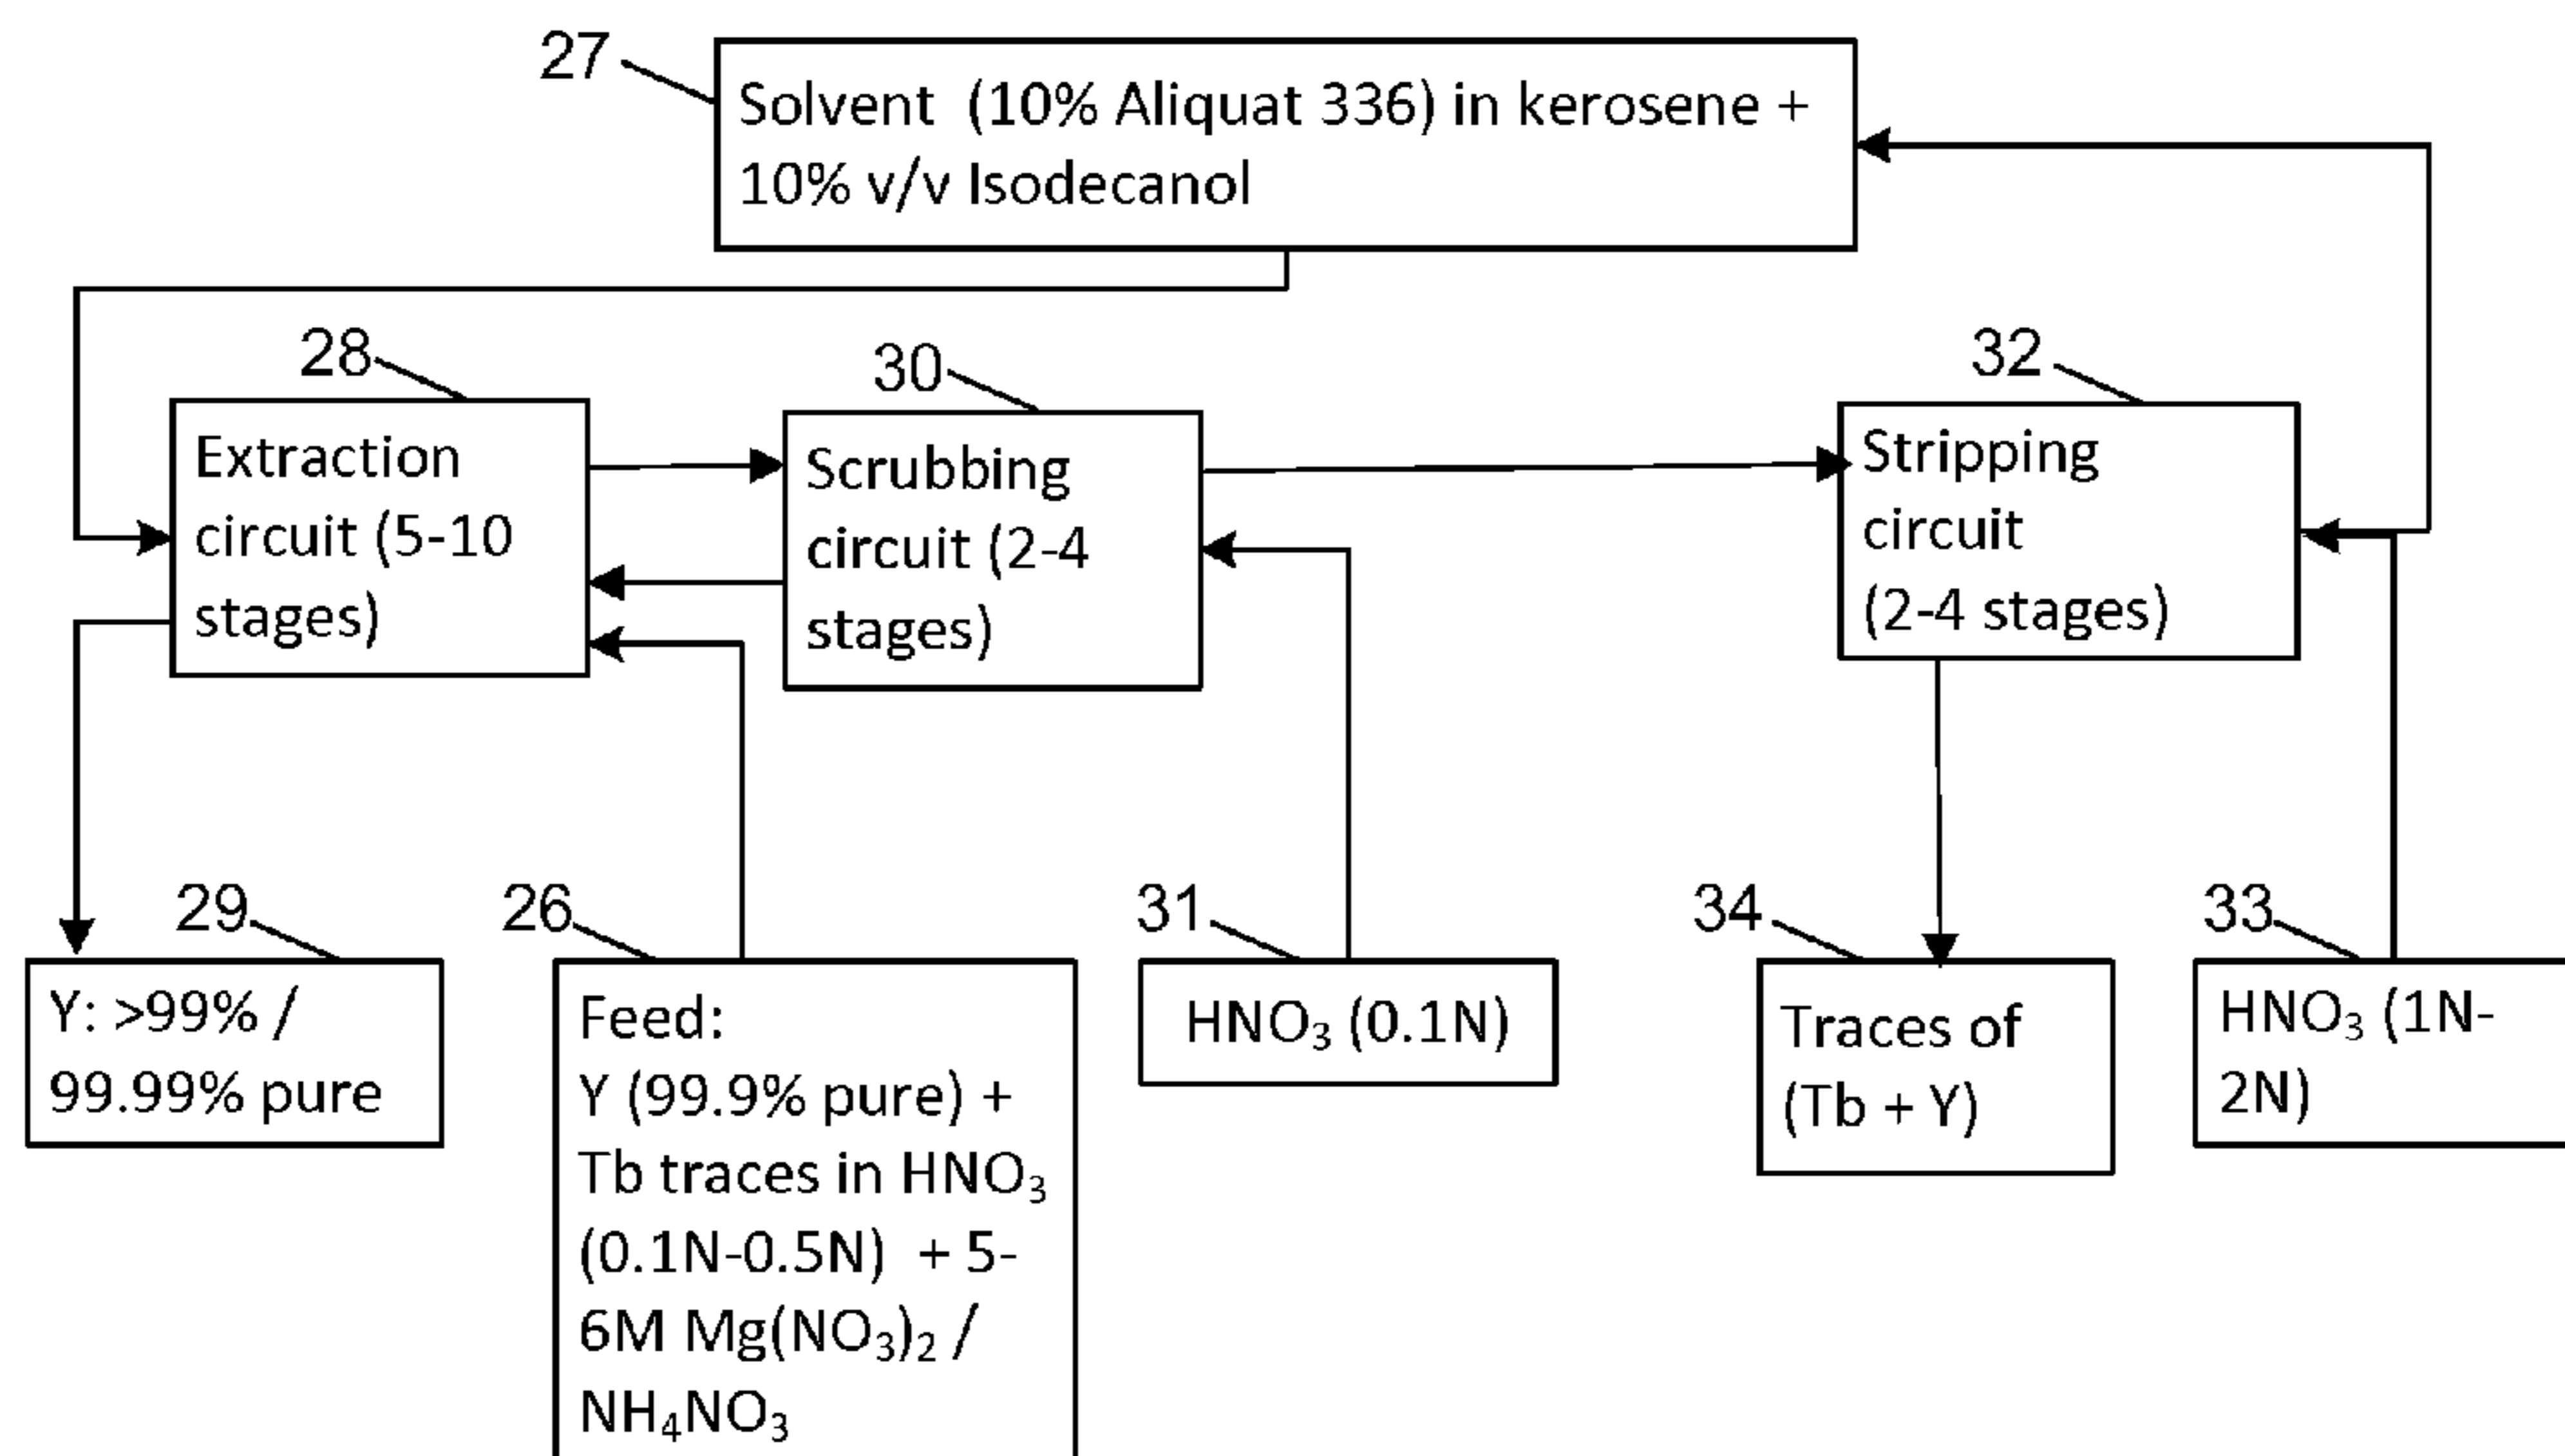 27
Solvent  (10% Aliquat 336) in kerosene +
10% v/v Isodecanol
28
Extraction
circuit (5-10
stages)
30
Scrubbing
circuit (2-4
stages)
32
Stripping
circuit
(2-4 stages)
29
Y: >99% /
99.99% pure
26
Feed:
Y (99.9% pure) +
Tb traces in HNO₃
(0.1N-0.5N)  + 5-
6M Mg(NO₃)₂ /
NH₄NO₃
31
HNO₃ (0.1N)
34
Traces of
(Tb + Y)
33
HNO₃ (1N-
2N)